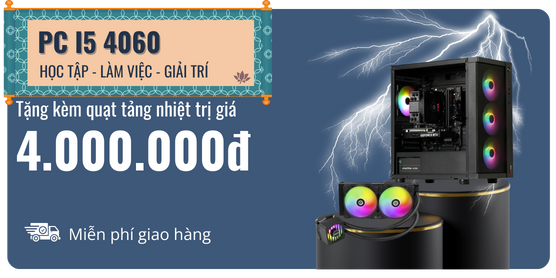 PC I5 4060
HỌC TẬP - LÀM VIỆC - GIẢI TRÍ
Tặng kèm quạt tảng nhiệt trị giá
4.000.000đ
Miễn phí giao hàng